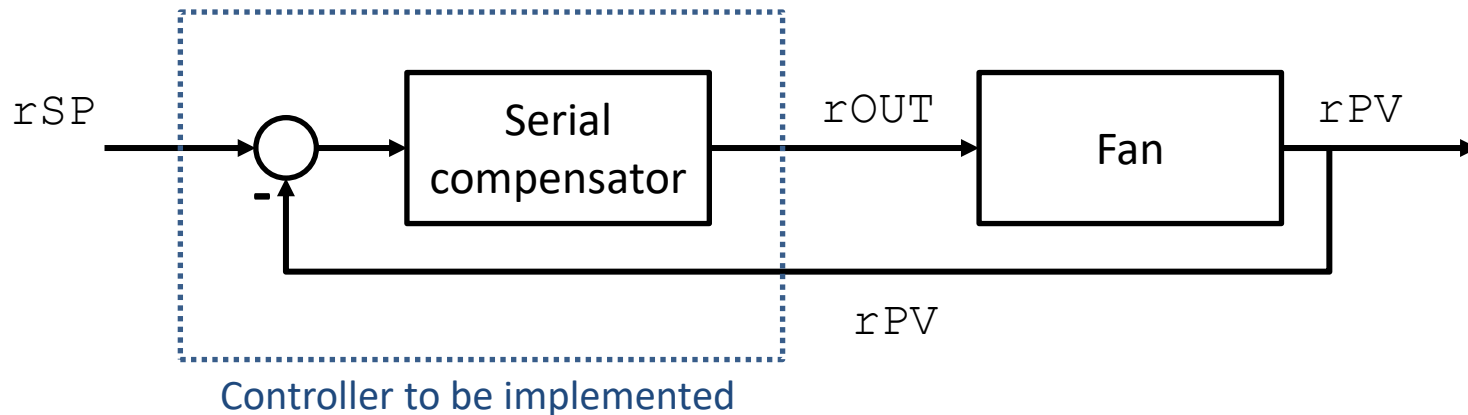 rSP
Serial
compensator
rOUT
Fan
rPV
-
rPV
Controller to be implemented